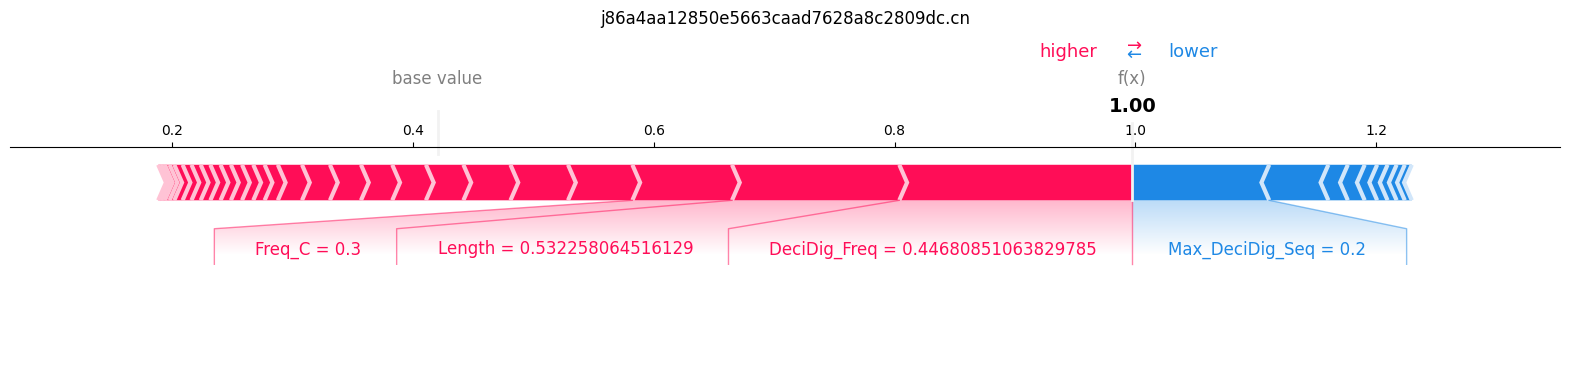 j86a4aa12850e5663caad7628a8c2809dc.cn
higher ⇄ lower
base value f(x)
1.00
0.2 0.4 0.6 0.8 1.0 1.2
Freq_C = 0.3 Length = 0.532258064516129 DeciDig_Freq = 0.44680851063829785 Max_DeciDig_Seq = 0.2